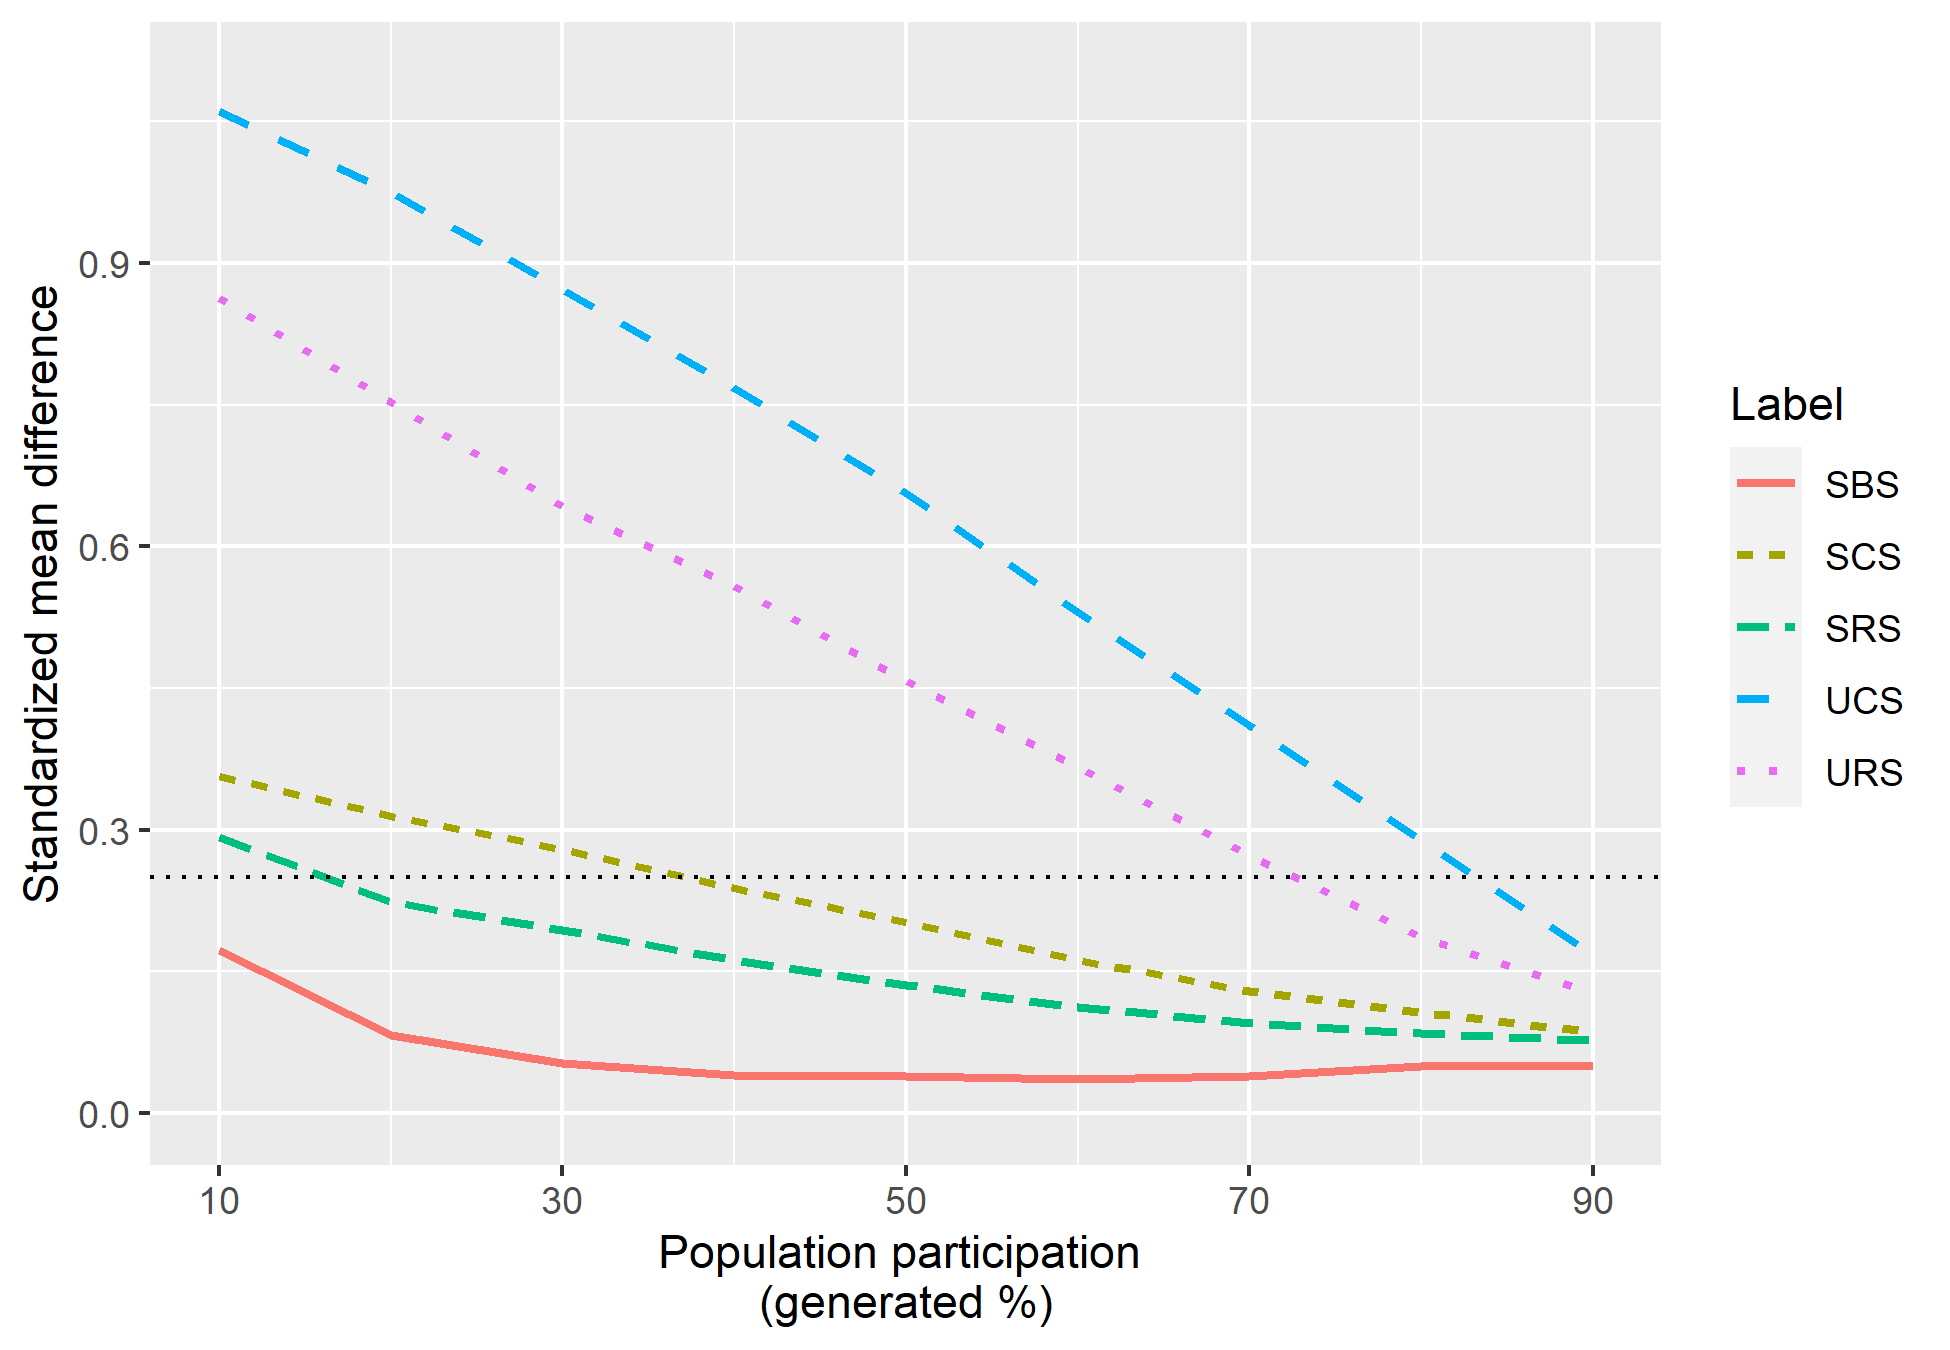 Standardized mean difference
0.9
0.6
0.3
0.0
10 30 50 70 90
Population participation
(generated %)
Label
SBS
SCS
SRS
UCS
URS